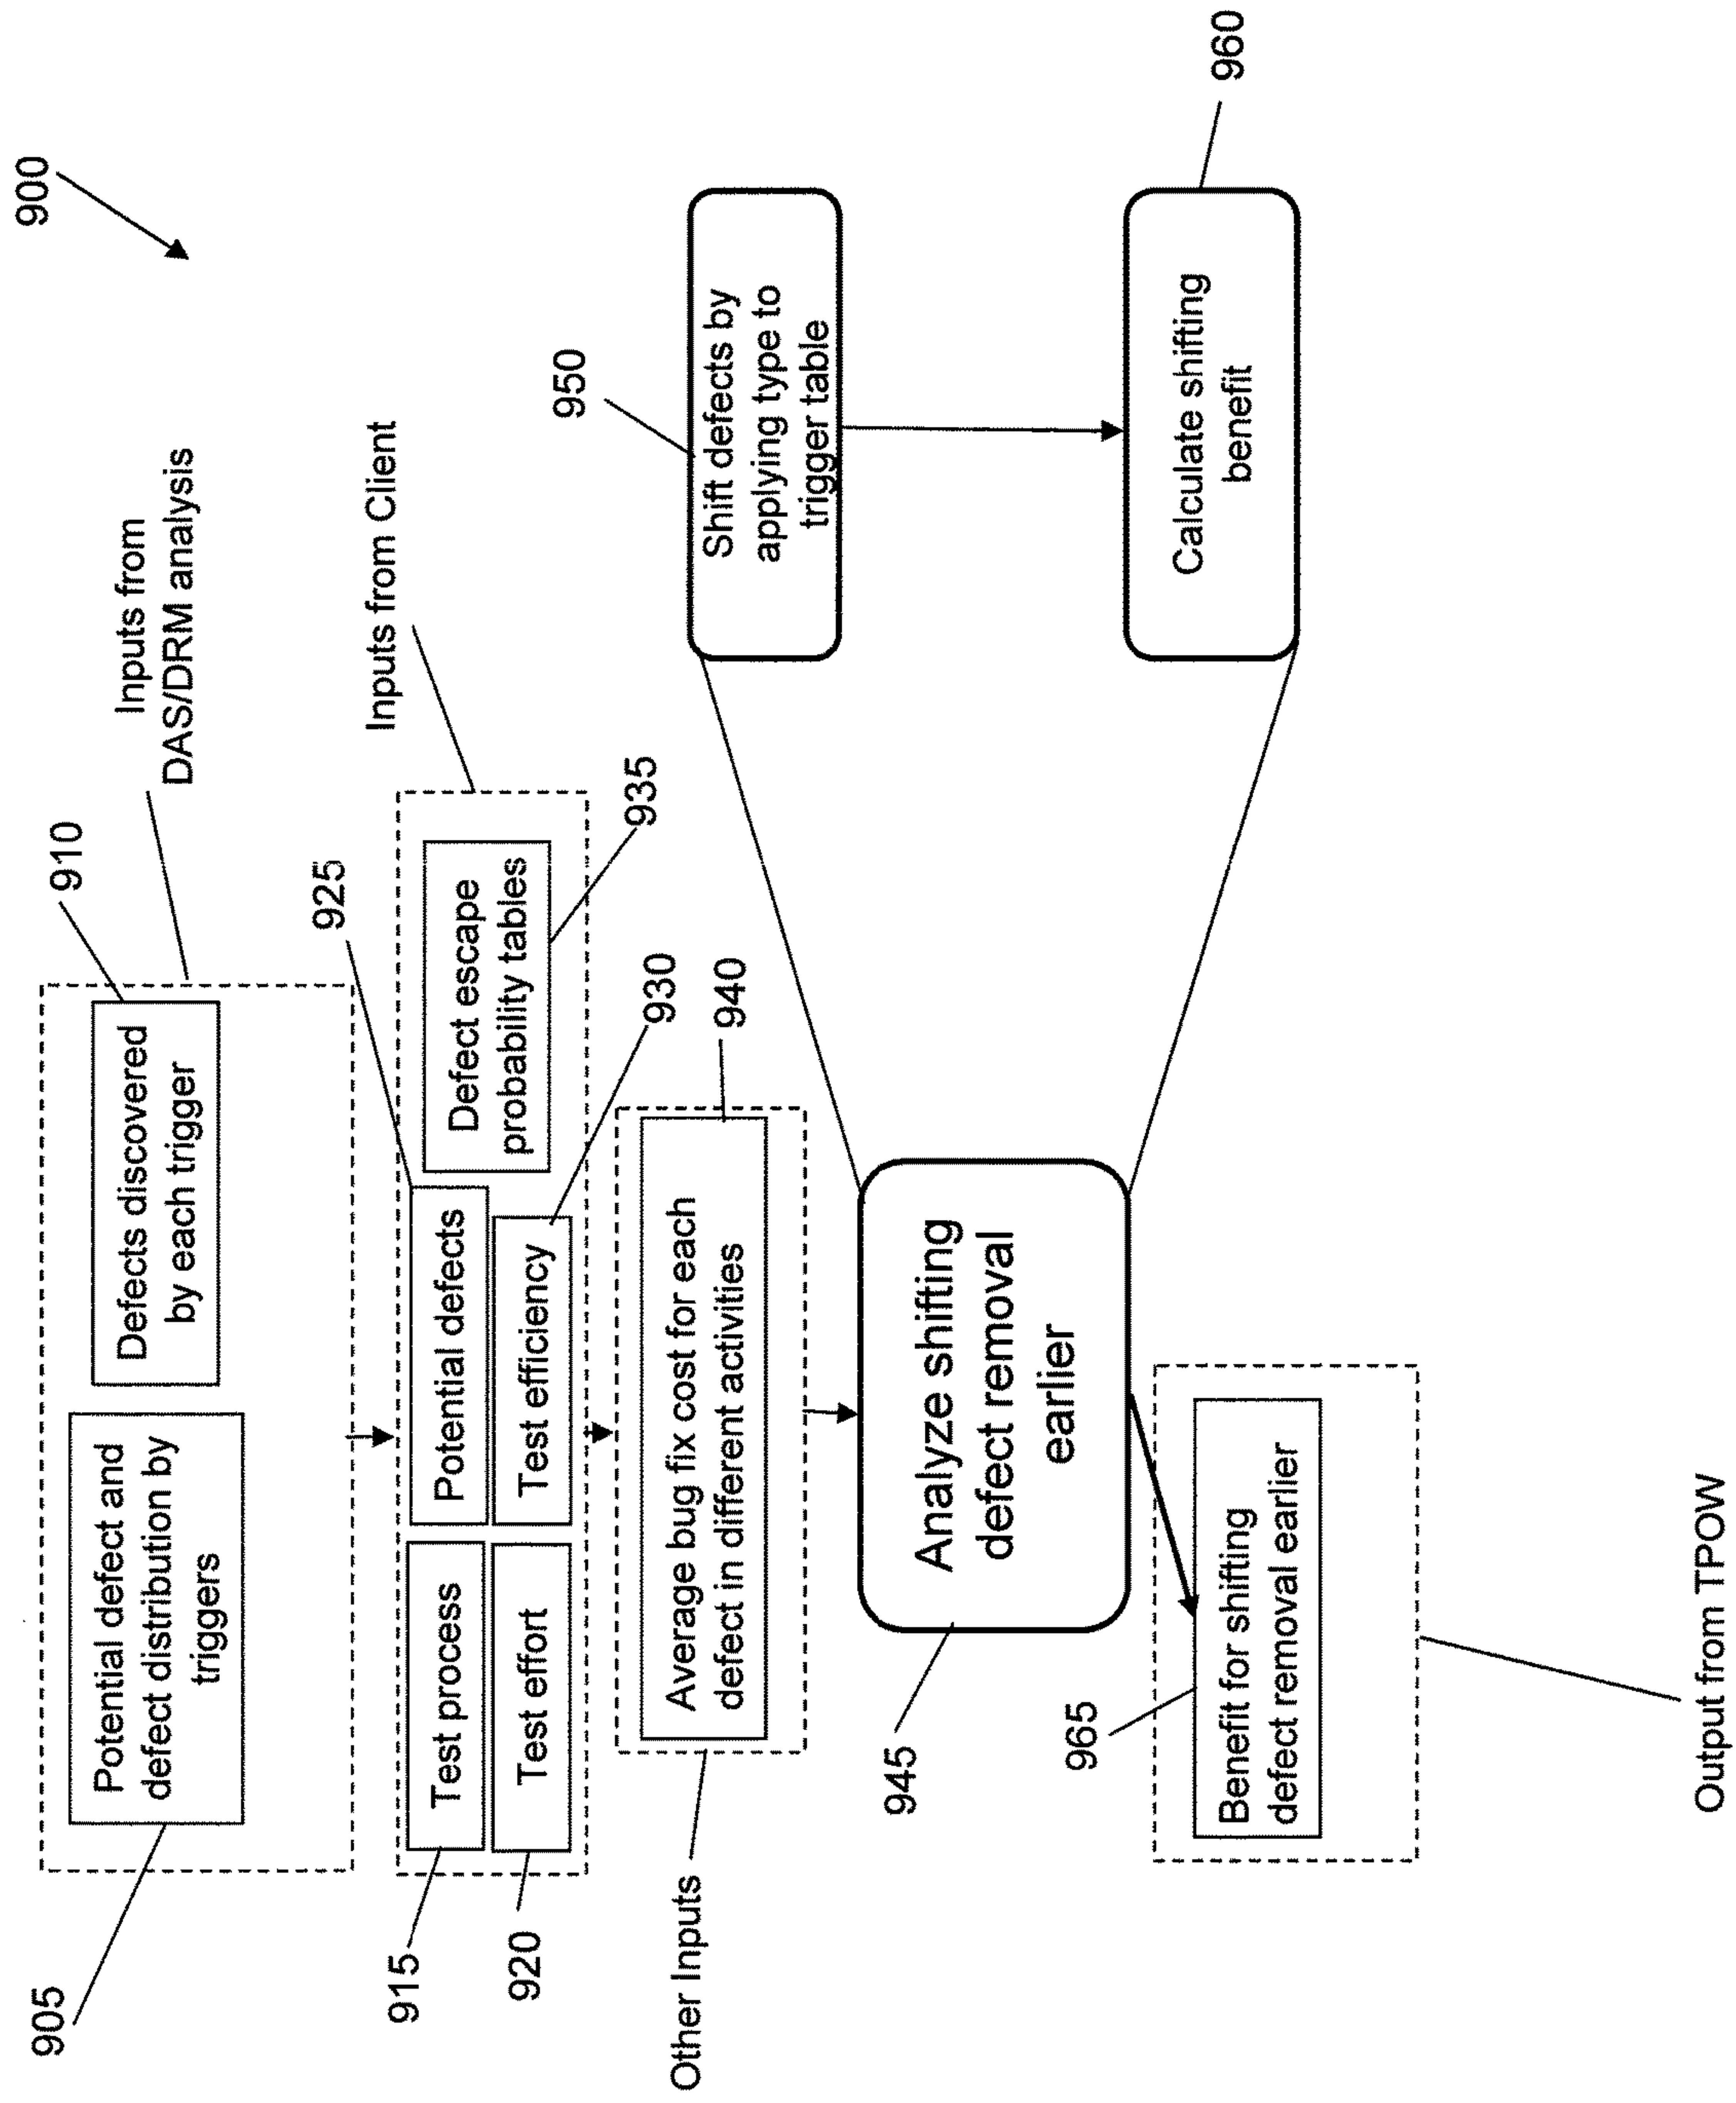 900
Inputs from
DAS/DRM analysis
905
Potential defect and
defect distribution by
triggers
910
Defects discovered
by each trigger
Inputs from Client
915
Test process
920
Test effort
925
Potential defects
930
Test efficiency
935
Defect escape
probability tables
Other Inputs
940
Average bug fix cost for each
defect in different activities
945
Analyze shifting
defect removal
earlier
950
Shift defects by
applying type to
trigger table
960
Calculate shifting
benefit
965
Benefit for shifting
defect removal earlier
Output from TPOW